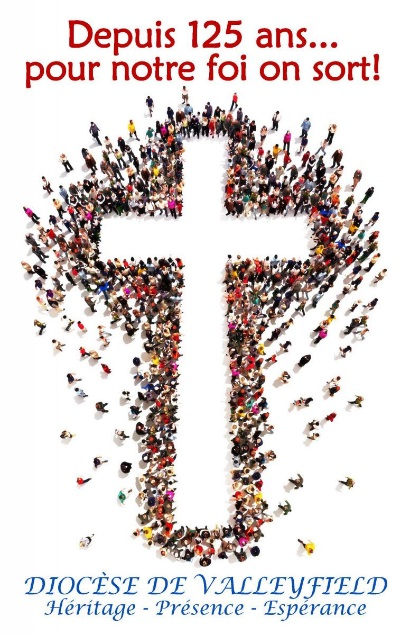 Depuis 125 ans...
pour notre foi on sort!
DIOCÈSE DE VALLEYFIELD
Héritage - Présence - Espérance